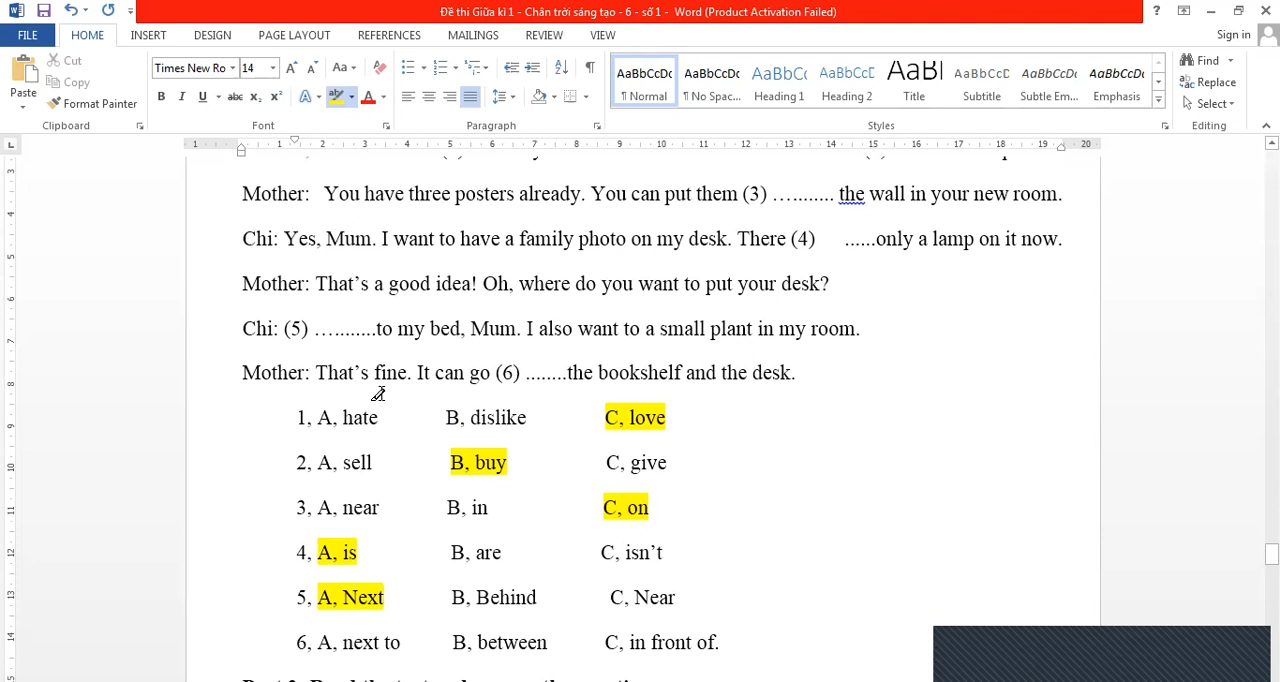 Đề thi Giữa kì 1 - Chân trời sáng tạo - 6 - số 1 - Word (Product Activation Failed)
FILE HOME INSERT DESIGN PAGE LAYOUT REFERENCES MAILINGS REVIEW VIEW Sign in
Paste Cut Copy Format Painter
Times New Ro 14
AaBbCcDc AaBbCcDc AaBbCc AaBbCcC AaBl AaBbCcC AaBbCcDc AaBbCcDc
¶ Normal ¶ No Spac... Heading 1 Heading 2 Title Subtitle Subtle Em... Emphasis
Find Replace Select
Clipboard Font Paragraph Styles Editing
Mother: You have three posters already. You can put them (3) …........ the wall in your new room.
Chi: Yes, Mum. I want to have a family photo on my desk. There (4) ......only a lamp on it now.
Mother: That’s a good idea! Oh, where do you want to put your desk?
Chi: (5) …........to my bed, Mum. I also want to a small plant in my room.
Mother: That’s fine. It can go (6) ........the bookshelf and the desk.
1, A, hate B, dislike C, love
2, A, sell B, buy C, give
3, A, near B, in C, on
4, A, is B, are C, isn’t
5, A, Next B, Behind C, Near
6, A, next to B, between C, in front of.